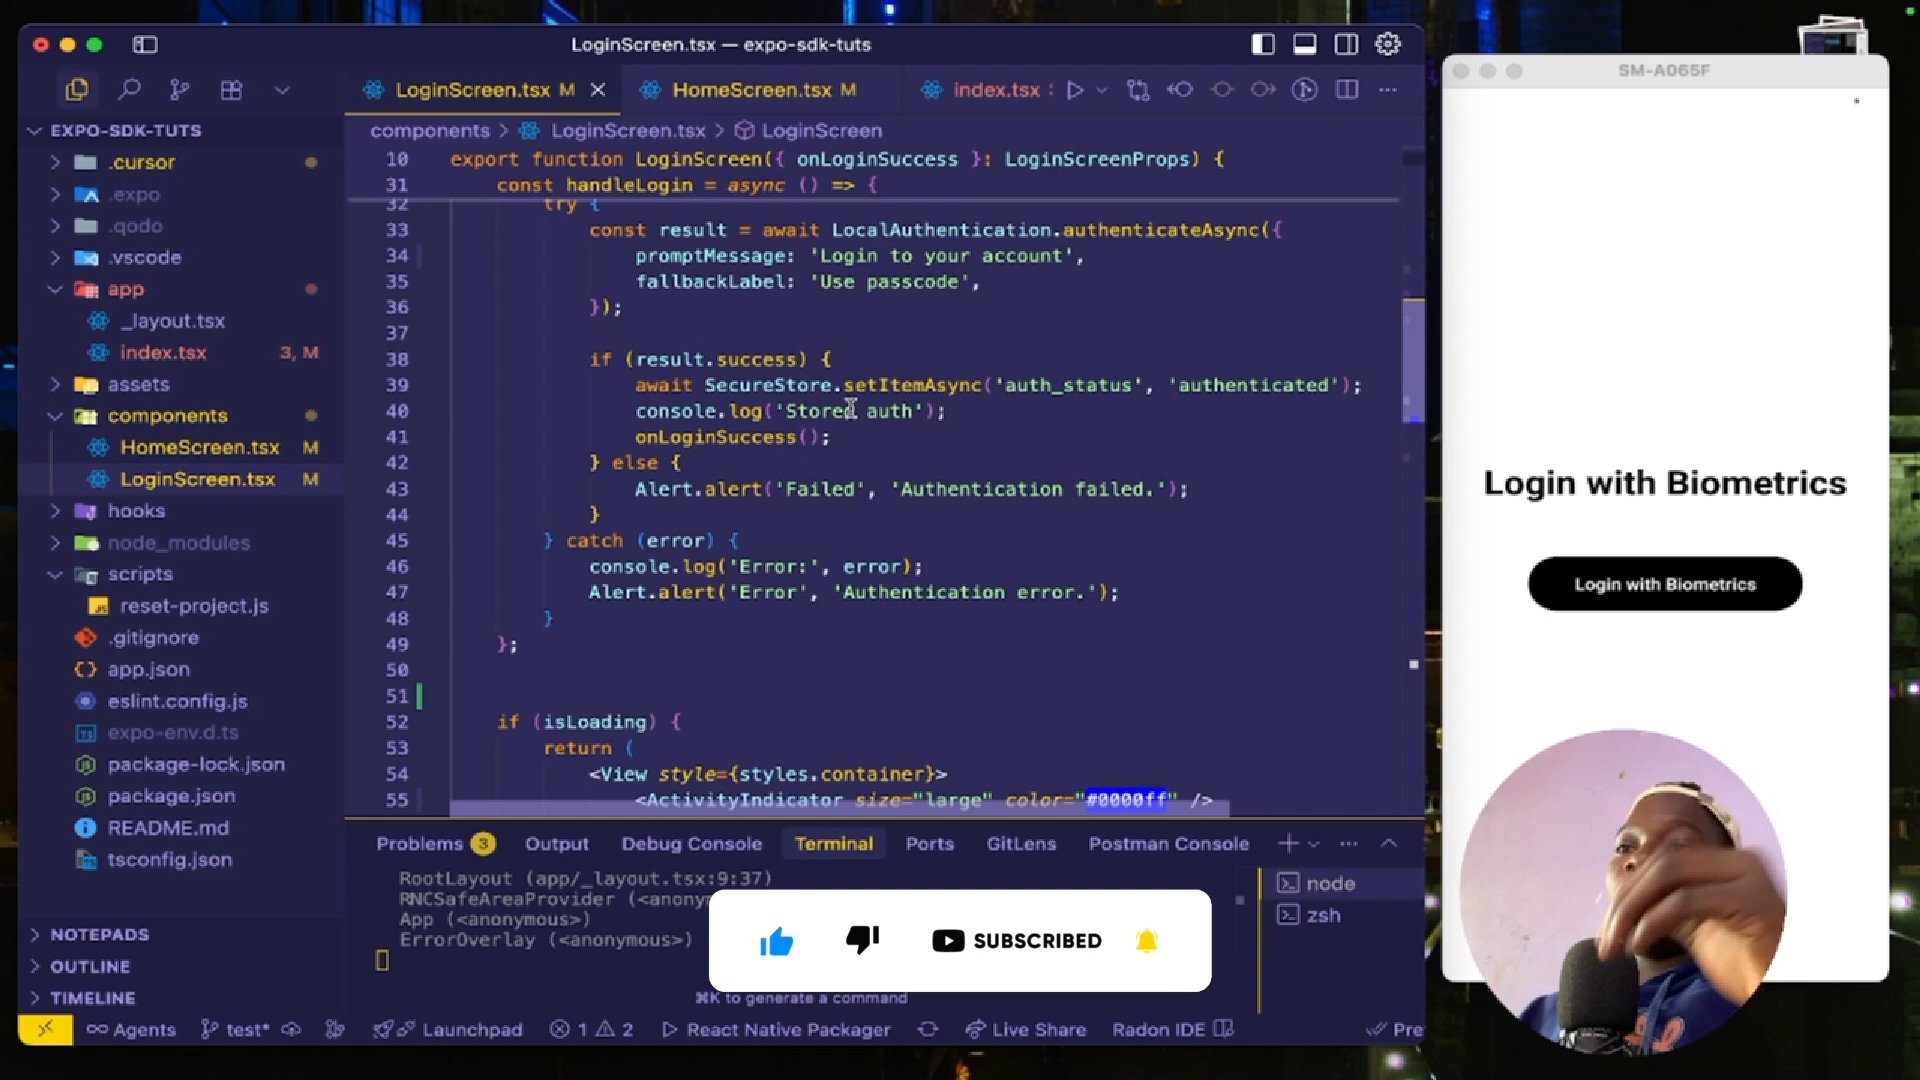 LoginScreen.tsx — expo-sdk-tuts
SM-A065F
LoginScreen.tsx M
HomeScreen.tsx M
index.tsx
EXPO-SDK-TUTS
.cursor
.expo
.qodo
.vscode
app
_layout.tsx
index.tsx 3, M
assets
components
HomeScreen.tsx M
LoginScreen.tsx M
hooks
node_modules
scripts
reset-project.js
.gitignore
app.json
eslint.config.js
expo-env.d.ts
package-lock.json
package.json
README.md
tsconfig.json
NOTEPADS
OUTLINE
TIMELINE
components > LoginScreen.tsx > LoginScreen
10 export function LoginScreen({ onLoginSuccess }: LoginScreenProps) {
31 const handleLogin = async () => {
32 try {
33 const result = await LocalAuthentication.authenticateAsync({
34 promptMessage: 'Login to your account',
35 fallbackLabel: 'Use passcode',
36 });
37
38 if (result.success) {
39 await SecureStore.setItemAsync('auth_status', 'authenticated');
40 console.log('Stored auth');
41 onLoginSuccess();
42 } else {
43 Alert.alert('Failed', 'Authentication failed.');
44 }
45 } catch (error) {
46 console.log('Error:', error);
47 Alert.alert('Error', 'Authentication error.');
48 }
49 };
50
51
52 if (isLoading) {
53 return (
54 <View style={styles.container}>
55 <ActivityIndicator size="large" color="#0000ff" />
Problems 3 Output Debug Console Terminal Ports GitLens Postman Console
RootLayout (app/_layout.tsx:9:37)
RNCSafeAreaProvider (<anony
App (<anonymous>)
ErrorOverlay (<anonymous>)
⌘K to generate a command
node
zsh
SUBSCRIBED
Agents test* Launchpad 1 2 React Native Packager Live Share Radon IDE Pre
Login with Biometrics
Login with Biometrics